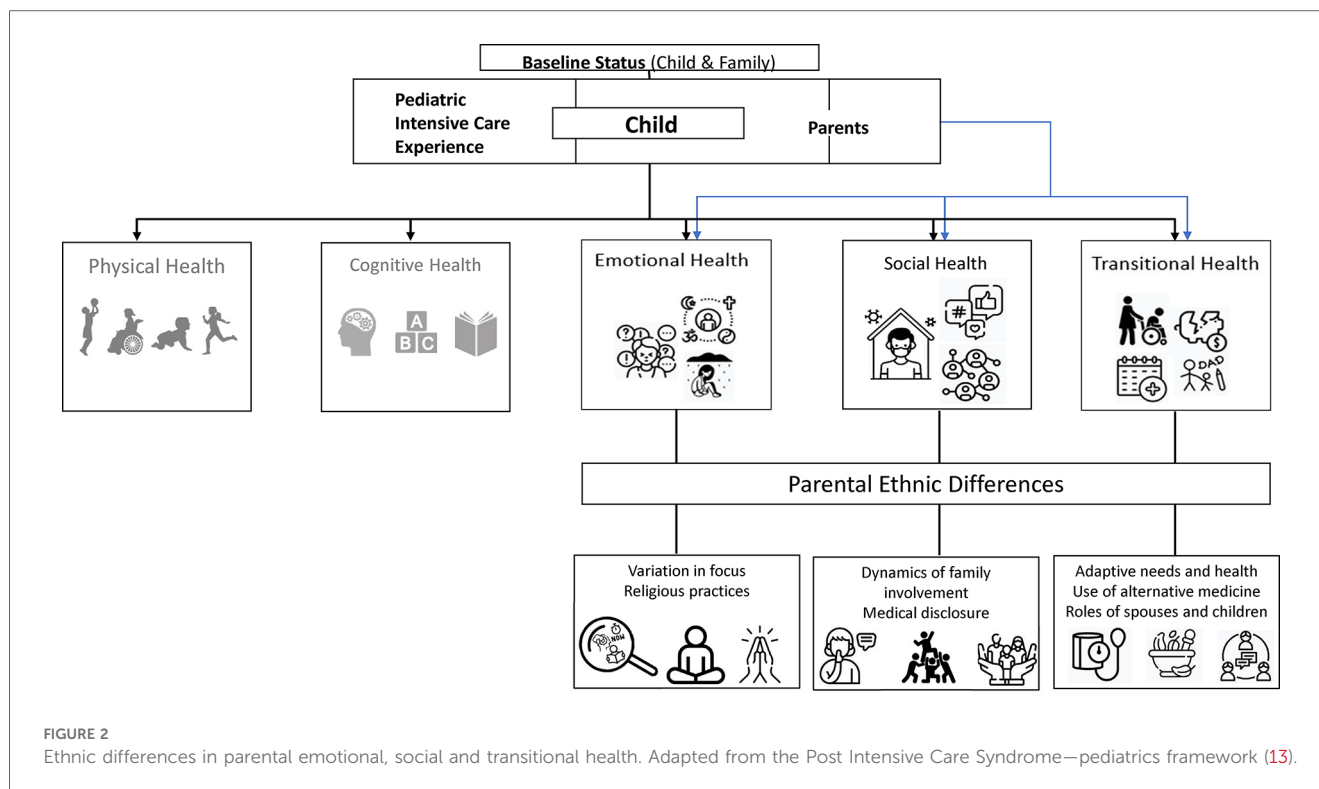 Baseline Status (Child & Family)
Pediatric
Intensive Care
Experience
Child
Parents
Physical Health
Cognitive Health
A
B C
Emotional Health
Social Health
#
Transitional Health
$
DAD
? ! ...
? ...
!
ॐ
Parental Ethnic Differences
Variation in focus
Religious practices
NOW
Dynamics of family
involvement
Medical disclosure
Adaptive needs and health
Use of alternative medicine
Roles of spouses and children
FIGURE 2
Ethnic differences in parental emotional, social and transitional health. Adapted from the Post Intensive Care Syndrome—pediatrics framework (13).